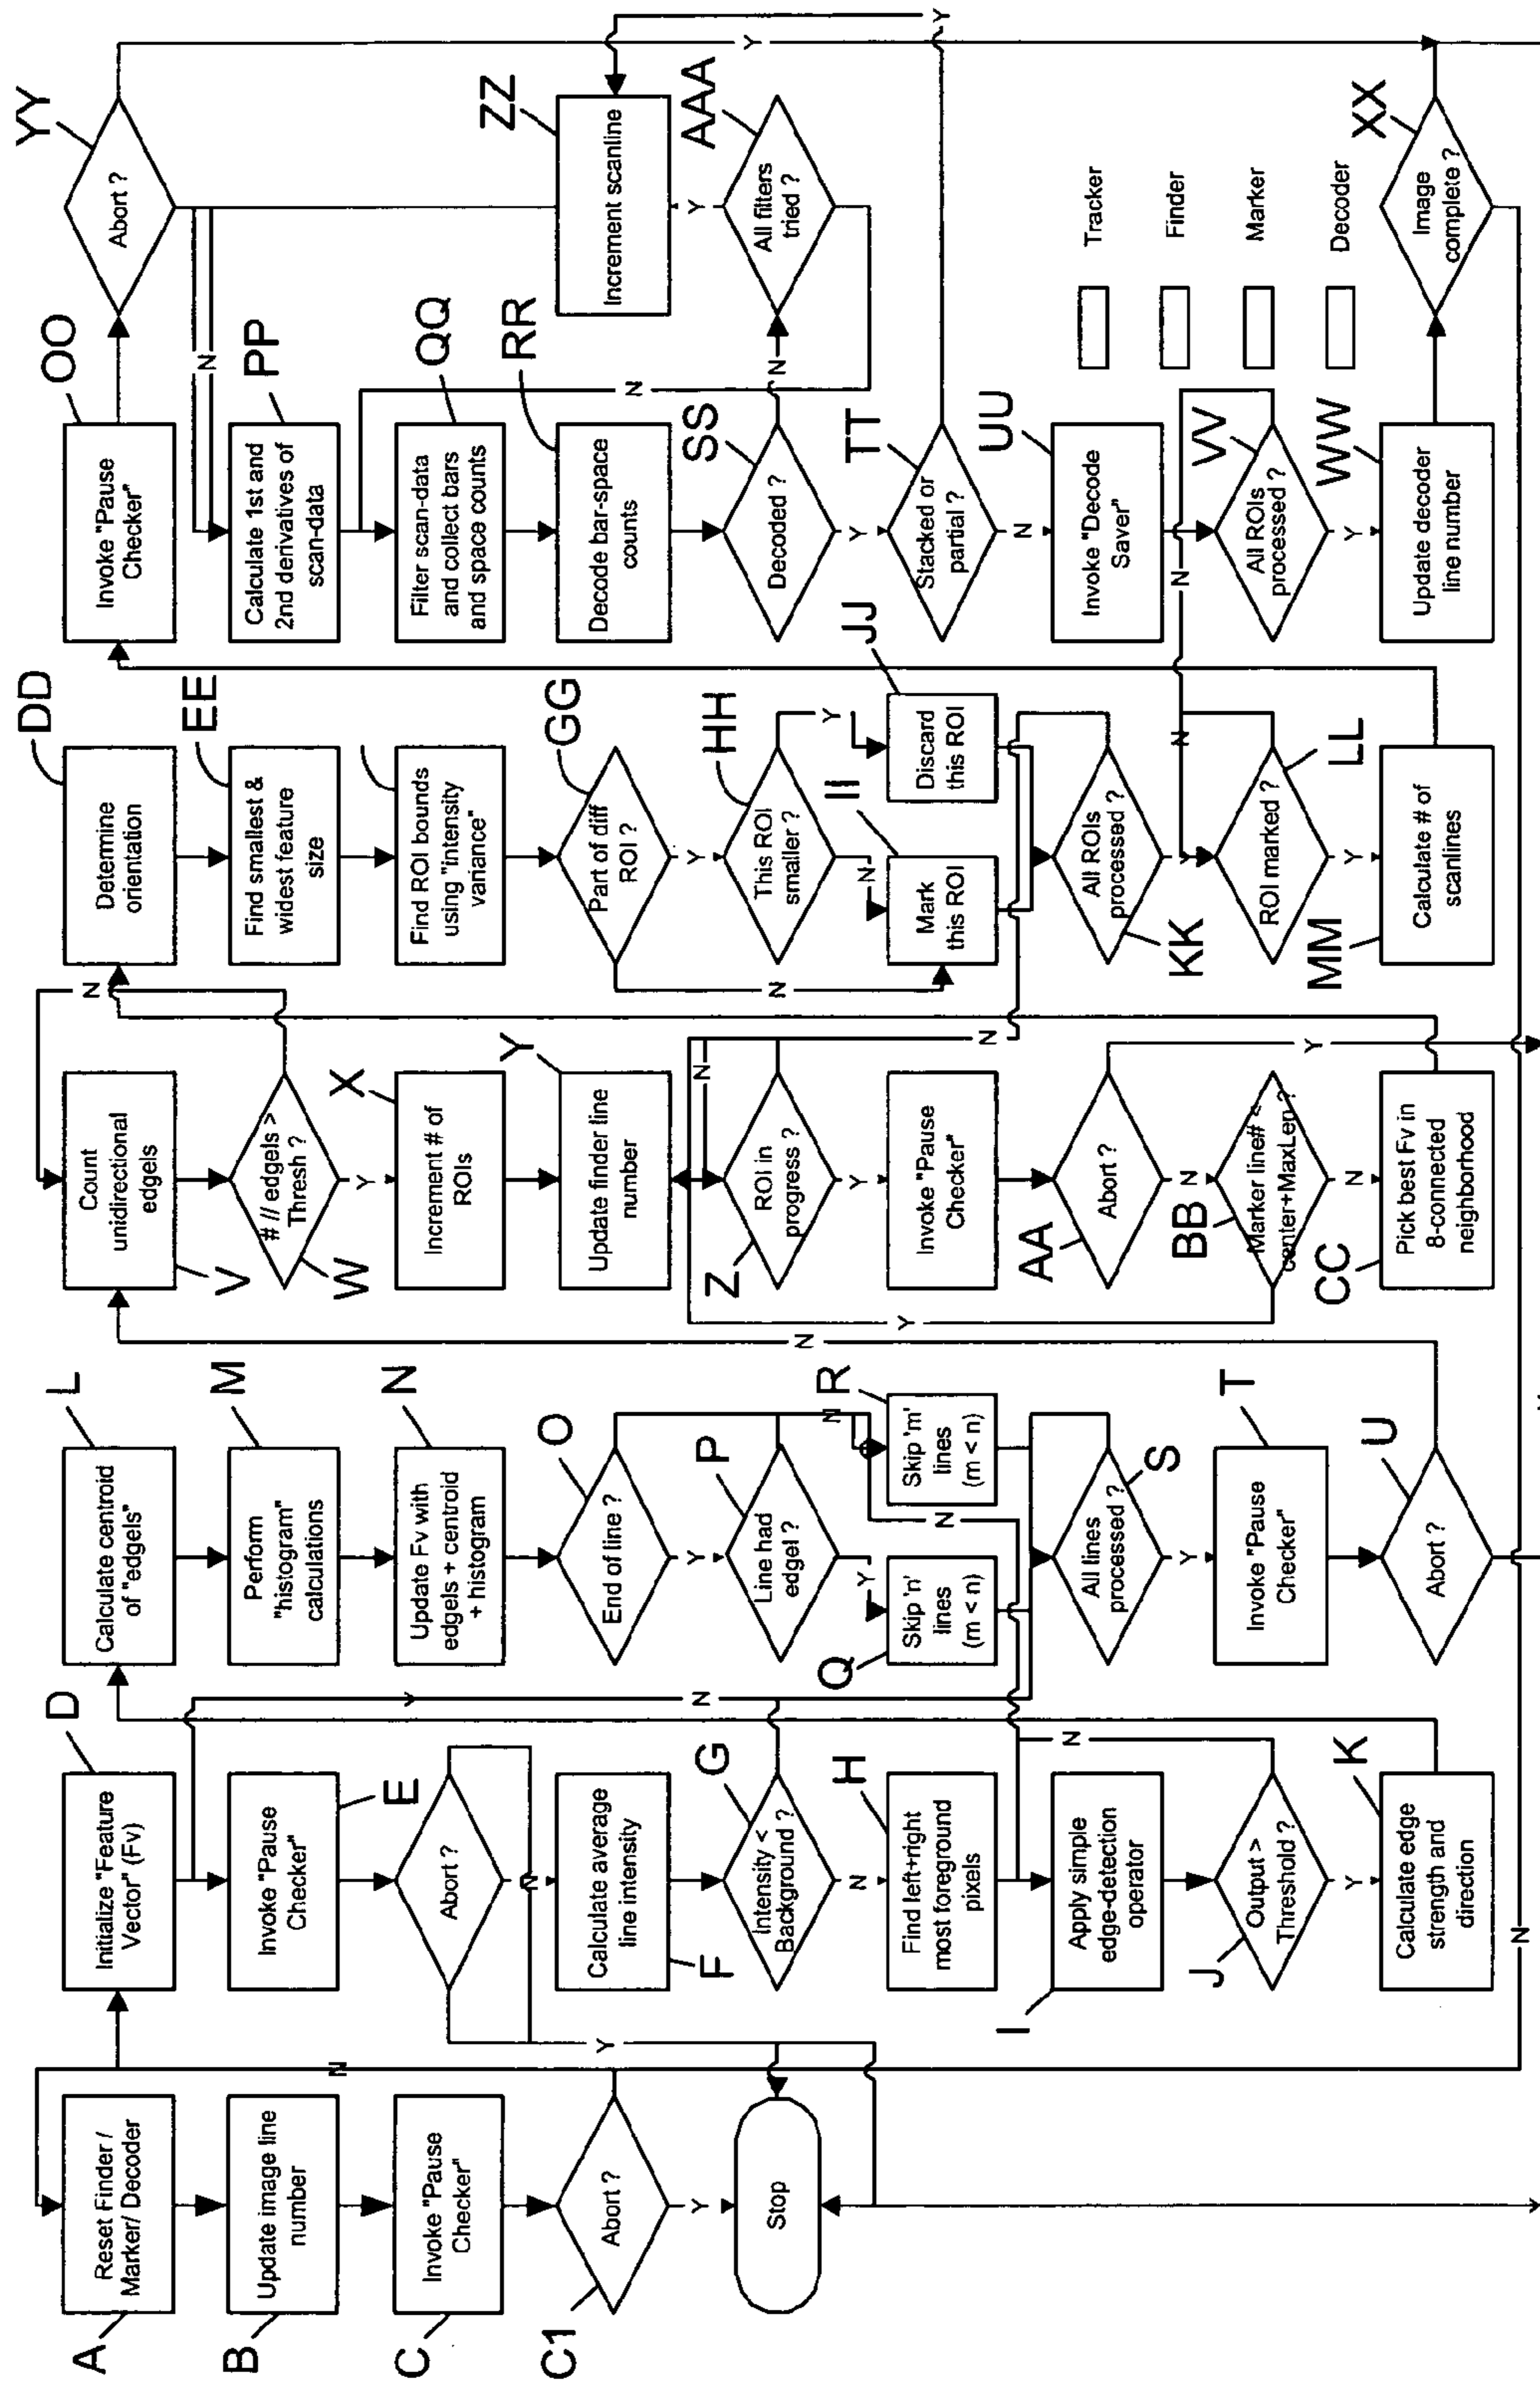 A
Reset Finder /
Marker/ Decoder
B
Update image line
number
C
Invoke "Pause
Checker"
C1
Abort ?
N
Y
Stop
D
Initialize "Feature
Vector" (Fv)
Invoke "Pause
Checker"
E
Abort ?
N
Y
Calculate average
line intensity
F
G
Intensity <
Background ?
N
N
H
Find left+right
most foreground
pixels
I
Apply simple
edge-detection
operator
J
Output >
Threshold ?
N
Y
K
Calculate edge
strength and
direction
L
Calculate centroid
of "edgels"
M
Perform
"histogram"
calculations
N
Update Fv with
edgels + centroid
+ histogram
O
End of line ?
Y
P
Line had
edgel ?
Y
N
Q
Skip 'n'
lines
(m < n)
N
R
Skip 'm'
lines
(m < n)
S
All lines
processed ?
Y
Y
T
Invoke "Pause
Checker"
U
Abort ?
N
Count
unidirectional
edgels
V
N
# // edgels >
Thresh ?
W
Y
X
Increment # of
ROIs
Y
Update finder line
number
N
Z
ROI in
progress ?
Y
N
Invoke "Pause
Checker"
AA
Abort ?
N
Y
BB
Marker line# <
center+MaxLen ?
Y
N
CC
Pick best Fv in
8-connected
neighborhood
DD
Determine
orientation
EE
Find smallest &
widest feature
size
Find ROI bounds
using "intensity
variance"
GG
Part of diff
ROI ?
Y
N
HH
This ROI
smaller ?
N
Y
II
Mark
this ROI
JJ
Discard
this ROI
KK
All ROIs
processed ?
Y
N
LL
ROI marked ?
Y
MM
Calculate # of
scanlines
OO
Invoke "Pause
Checker"
YY
Abort ?
N
Y
PP
Calculate 1st and
2nd derivatives of
scan-data
QQ
Filter scan-data
and collect bars
and space counts
N
RR
Decode bar-space
counts
ZZ
Increment scanline
SS
Decoded ?
N
Y
AAA
All filters
tried ?
Y
TT
Stacked or
partial ?
N
Y
UU
Invoke "Decode
Saver"
VV
All ROIs
processed ?
N
Y
WW
Update decoder
line number
XX
Image
complete ?
N
Tracker
Finder
Marker
Decoder